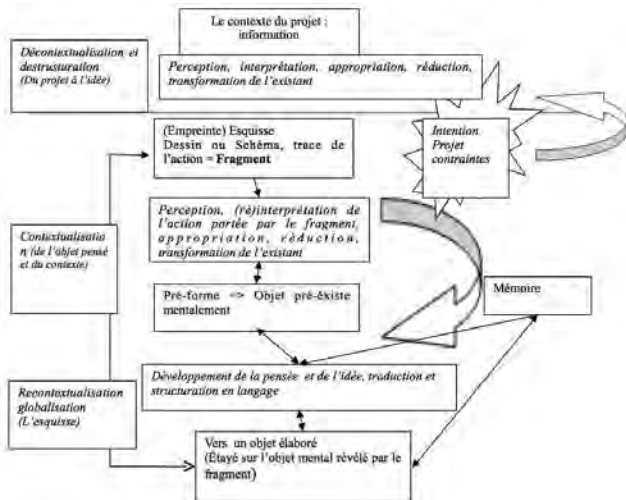 Le contexte du projet :
information
Décontextualisation et
destrusturation
(Du projet à l'idée)
Perception, interprétation, appropriation, réduction,
transformation de l'existant
(Empreinte) Esquisse
Dessin ou Schéma, trace de
l'action = Fragment
Intention
Projet
contraintes
Contextualisatio
n (de l'objet pensé
et du contexte)
Perception, (ré)interprétation de
l'action portée par le fragment,
appropriation, réduction,
transformation de l'existant
Pré-forme => Objet pré-éxiste
mentalement
Mémoire
Développement de la pensée et de l'idée, traduction et
structuration en langage
Recontextualisation
globalisation
(L'esquisse)
Vers un objet élaboré
(Étayé sur l'objet mental révélé par le
fragment)